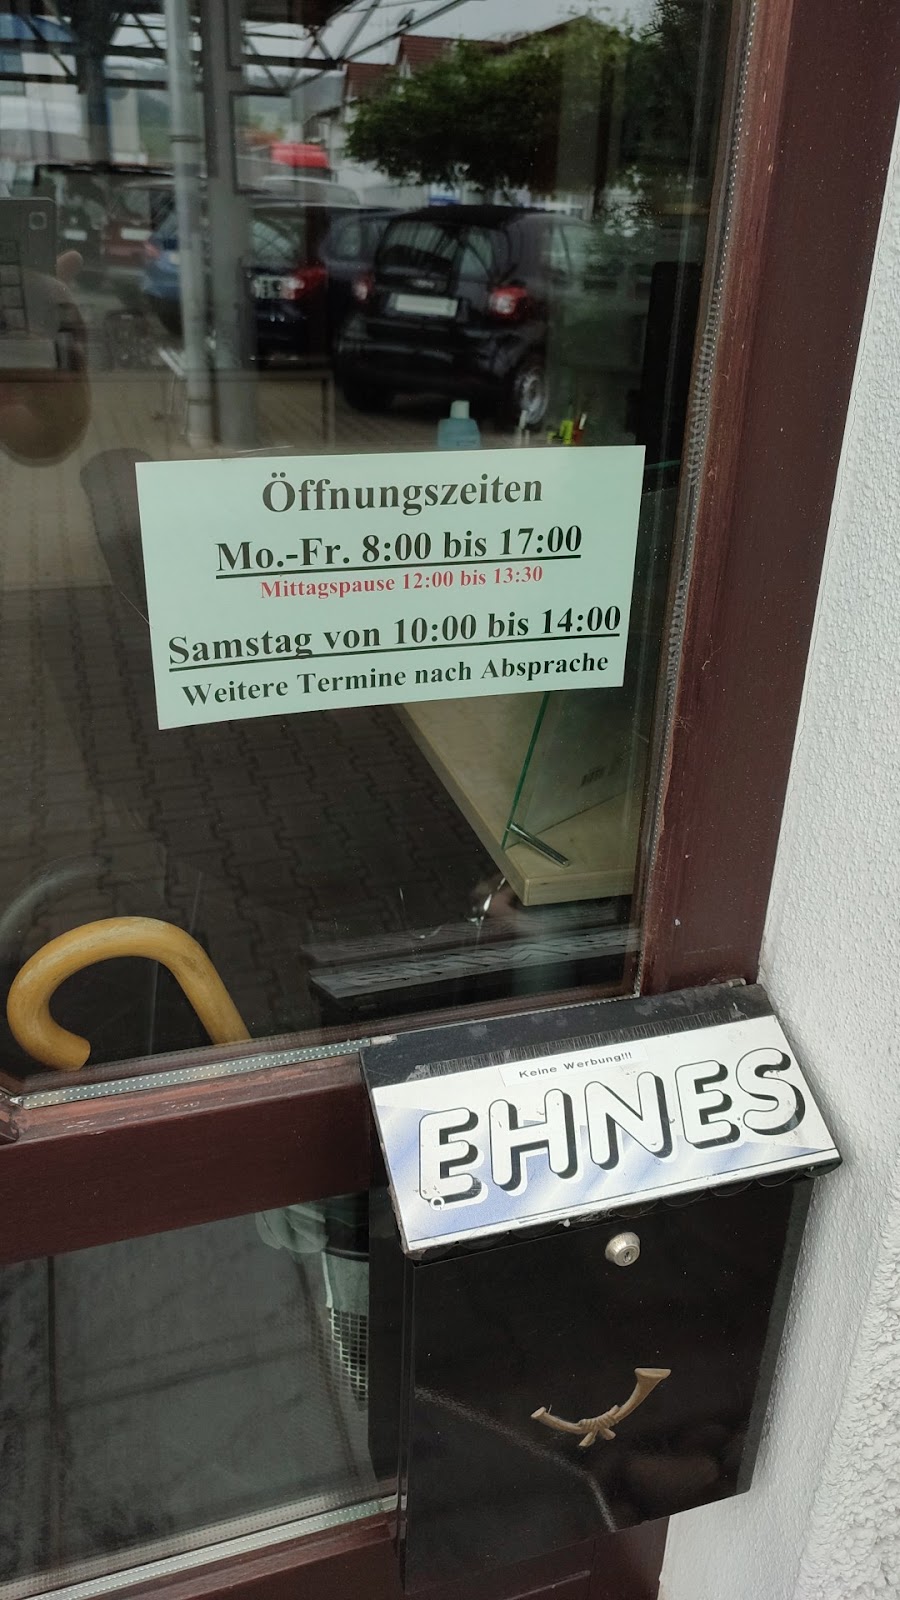 Öffnungszeiten
Mo.-Fr. 8:00 bis 17:00
Mittagspause 12:00 bis 13:30
Samstag von 10:00 bis 14:00
Weitere Termine nach Absprache
Keine Werbung!!!
EHNES